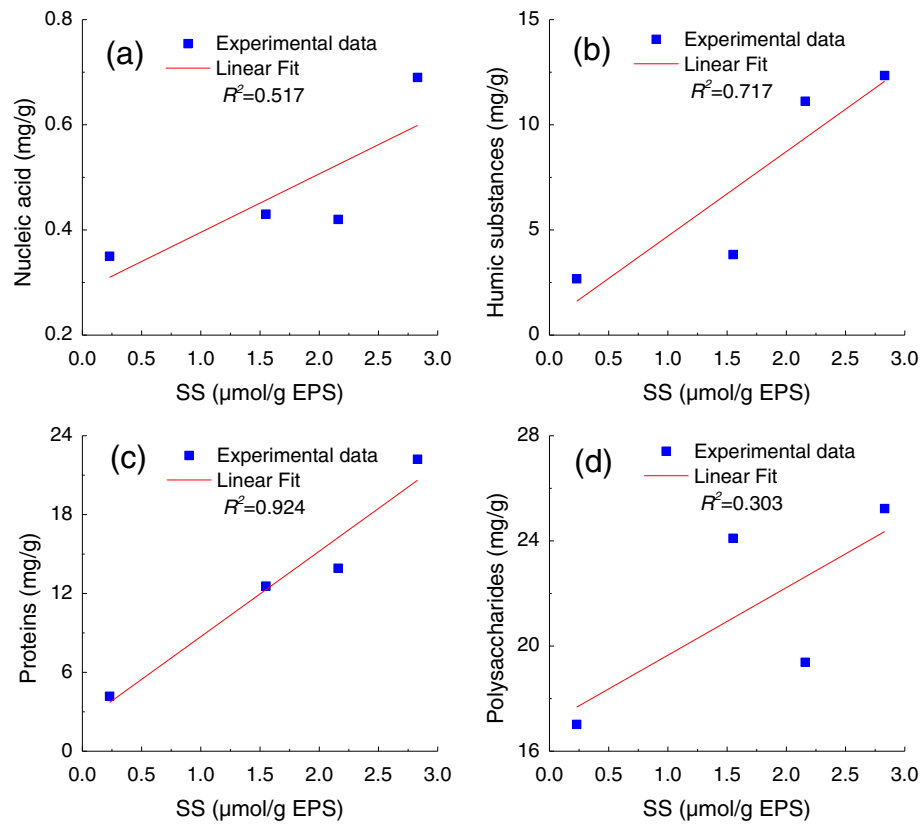 (a)
Experimental data
Linear Fit
R²=0.517
Nucleic acid (mg/g)
0.8
0.6
0.4
0.2
0.0 0.5 1.0 1.5 2.0 2.5 3.0
SS (µmol/g EPS)
(b)
Experimental data
Linear Fit
R²=0.717
Humic substances (mg/g)
15
10
5
0
0.0 0.5 1.0 1.5 2.0 2.5 3.0
SS (µmol/g EPS)
(c)
Experimental data
Linear Fit
R²=0.924
Proteins (mg/g)
24
18
12
6
0
0.0 0.5 1.0 1.5 2.0 2.5 3.0
SS (µmol/g EPS)
(d)
Experimental data
Linear Fit
R²=0.303
Polysaccharides (mg/g)
28
24
20
16
0.0 0.5 1.0 1.5 2.0 2.5 3.0
SS (µmol/g EPS)